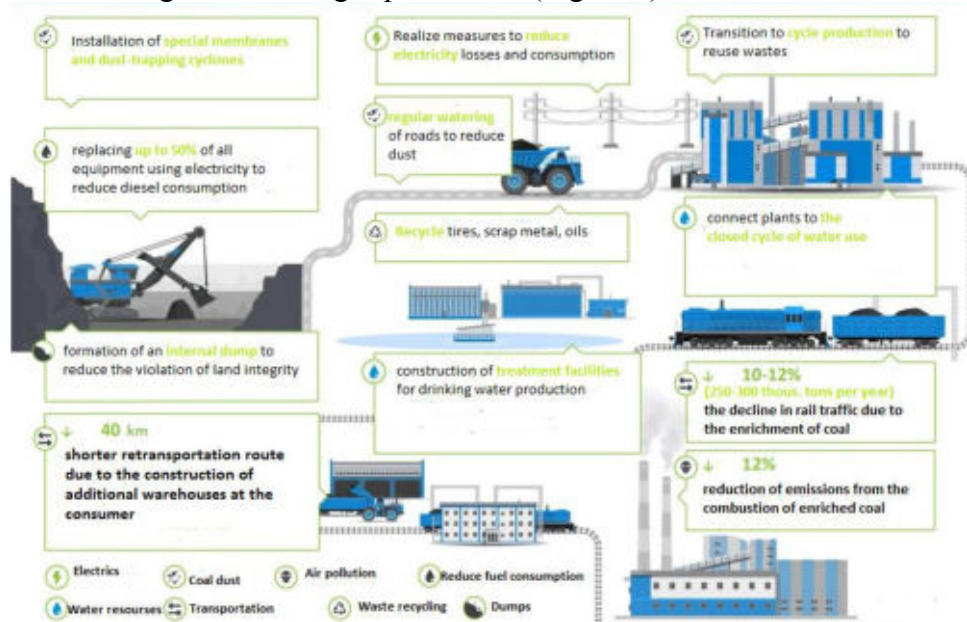 Installation of special membranes
and dust-trapping cyclones
Realize measures to reduce
electricity losses and consumption
Transition to cycle production to
reuse wastes
replacing up to 50% of all
equipment using electricity to
reduce diesel consumption
regular watering
of roads to reduce
dust
Recycle tires, scrap metal, oils
connect plants to the
closed cycle of water use
formation of an internal dump to
reduce the violation of land integrity
construction of treatment facilities
for drinking water production
↓ 10-12%
(250-300 thous. tons per year)
the decline in rail traffic due to
the enrichment of coal
↓ 40 km
shorter retransportation route
due to the construction of
additional warehouses at the
consumer
↓ 12%
reduction of emissions from the
combustion of enriched coal
Electrics
Coal dust
Air pollution
Reduce fuel consumption
Water resourses
Transportation
Waste recycling
Dumps